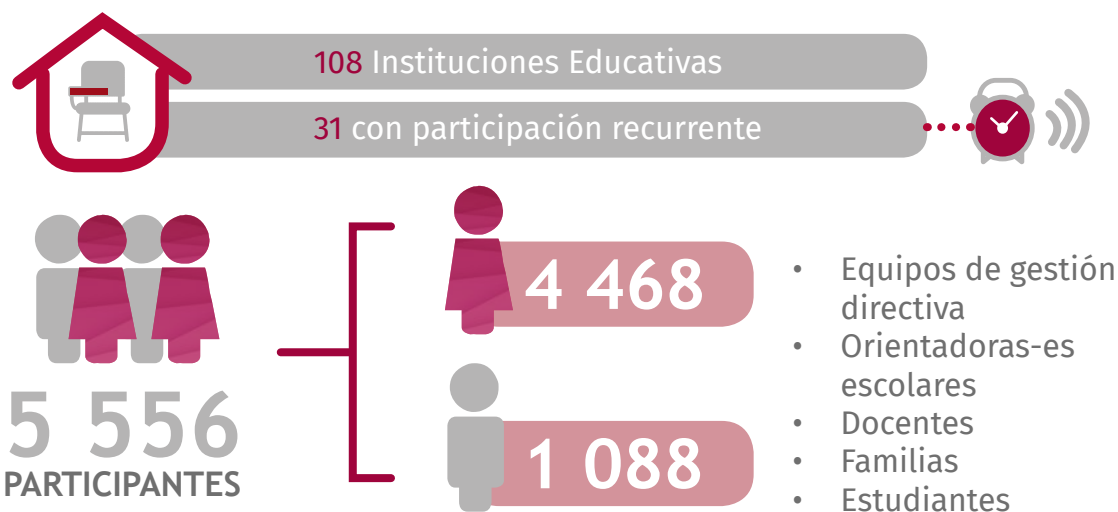 108 Instituciones Educativas
31 con participación recurrente
5 556
PARTICIPANTES
4 468
1 088
• Equipos de gestión
directiva
• Orientadoras-es
escolares
• Docentes
• Familias
• Estudiantes